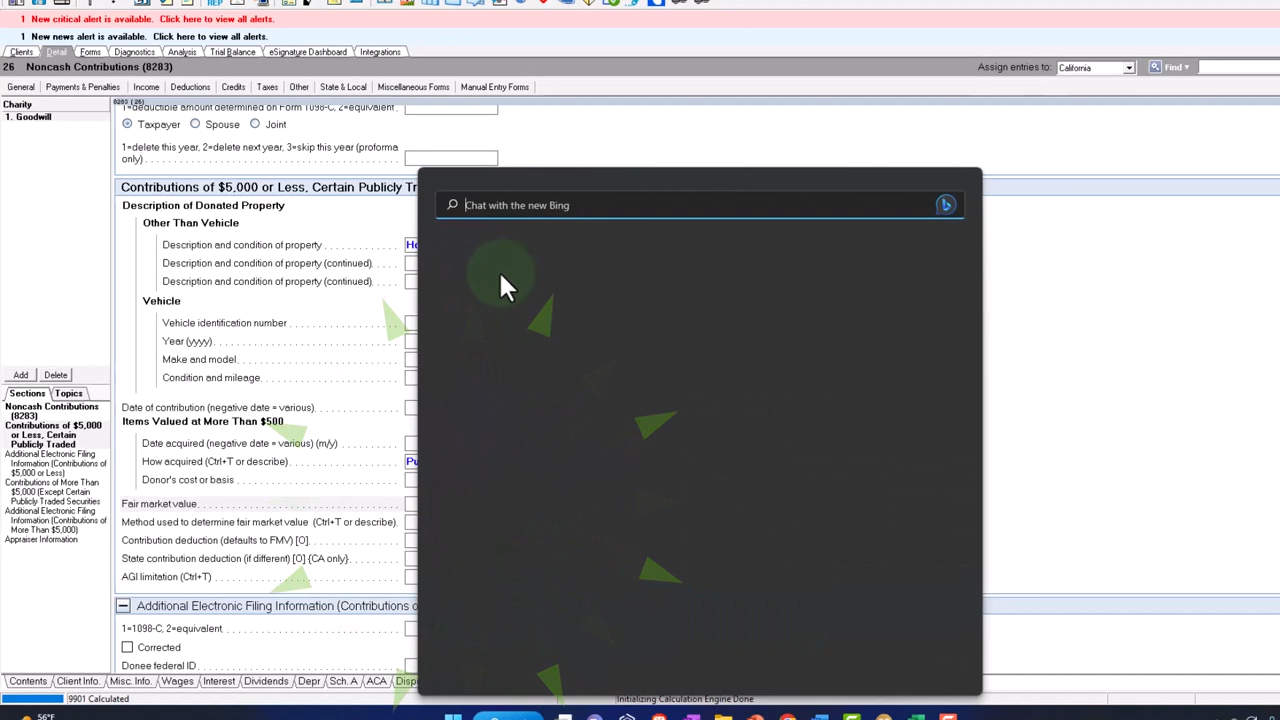 1 New critical alert is available. Click here to view all alerts.
1 New news alert is available. Click here to view all alerts.
Clients Detail Forms Diagnostics Analysis Trial Balance eSignature Dashboard Integrations
26 Noncash Contributions (8283) Assign entries to: California Find
General Payments & Penalties Income Deductions Credits Taxes Other State & Local Miscellaneous Forms Manual Entry Forms
Charity
1. Goodwill
8283 (26)
1=deductible amount determined on Form 1098-C, 2=equivalent
Taxpayer Spouse Joint
1=delete this year, 2=delete next year, 3=skip this year (proforma
only)
Contributions of $5,000 or Less, Certain Publicly Tr
Description of Donated Property
Other Than Vehicle
Description and condition of property
Description and condition of property (continued)
Description and condition of property (continued)
Vehicle
Vehicle identification number
Year (yyyy)
Make and model
Condition and mileage
Date of contribution (negative date = various)
Items Valued at More Than $500
Date acquired (negative date = various) (m/y)
How acquired (Ctrl+T or describe)
Donor's cost or basis
Fair market value
Method used to determine fair market value (Ctrl+T or describe)
Contribution deduction (defaults to FMV) [O]
State contribution deduction (if different) [O] {CA only}
AGI limitation (Ctrl+T)
Additional Electronic Filing Information (Contributions o
1=1098-C, 2=equivalent
Corrected
Donee federal ID
Chat with the new Bing
Add Delete
Sections Topics
Noncash Contributions
(8283)
Contributions of $5,000
or Less, Certain
Publicly Traded
Additional Electronic Filing
Information (Contributions of
$5,000 or Less)
Contributions of More Than
$5,000 (Except Certain
Publicly Traded Securities
Additional Electronic Filing
Information (Contributions of
More Than $5,000)
Appraiser Information
Contents Client Info. Misc. Info. Wages Interest Dividends Depr Sch. A ACA Disp
9901 Calculated Initializing Calculation Engine Done
56°F